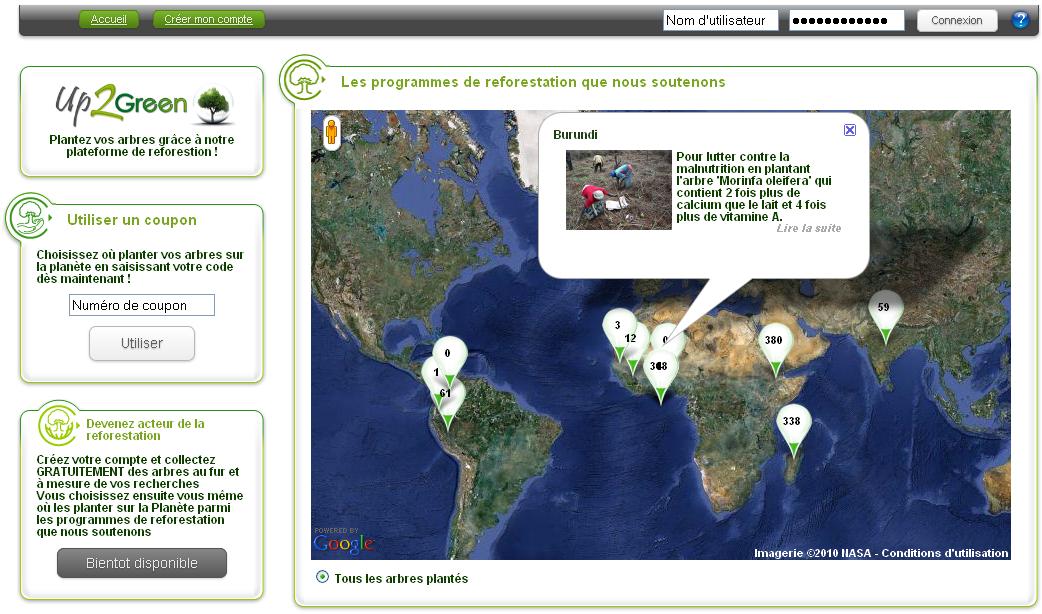 Accueil
Créer mon compte
Nom d'utilisateur
Connexion
?
Up2Green
Plantez vos arbres grâce à notre
plateforme de reforestion !
Utiliser un coupon
Choisissez où planter vos arbres sur
la planète en saisissant votre code
dès maintenant !
Numéro de coupon
Utiliser
Devenez acteur de la
reforestation
Créez votre compte et collectez
GRATUITEMENT des arbres au fur et
à mesure de vos recherches
Vous choisissez ensuite vous même
où les planter sur la Planète parmi
les programmes de reforestation
que nous soutenons
Bientot disponible
Les programmes de reforestation que nous soutenons
Burundi
Pour lutter contre la
malnutrition en plantant
l'arbre 'Morinfa oleifera' qui
contient 2 fois plus de
calcium que le lait et 4 fois
plus de vitamine A.
Lire la suite
59
3
12
0
380
0
1
61
338
POWERED BY
Google
Imagerie ©2010 NASA - Conditions d'utilisation
Tous les arbres plantés